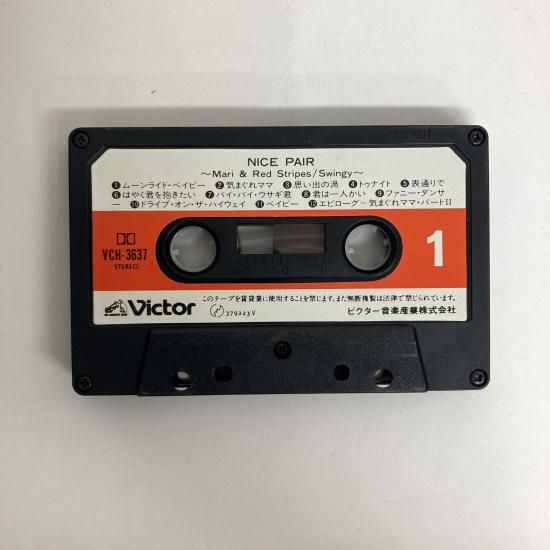 NICE PAIR
～Mari & Red Stripes/Swingy～
❶ムーンライト・ベイビー ❷気まぐれママ ❸思い出の渦 ❹トゥナイト ❺表通りで
❻はやく君を抱きたい ❼バイ・バイ・ウサギ君 ❽君は一人かい ❾ファニー・ダンサ
ー ❿ドライブ・オン・ザ・ハイウェイ ⓫ベイビー ⓬エピローグ～気まぐれママ・パートII
VCH-3637
STEREO
100 50 0
1
Victor
このテープを賃貸業に使用することを禁じます。また無断複製は法律で禁じられています。
379223V
ビクター音楽産業株式会社